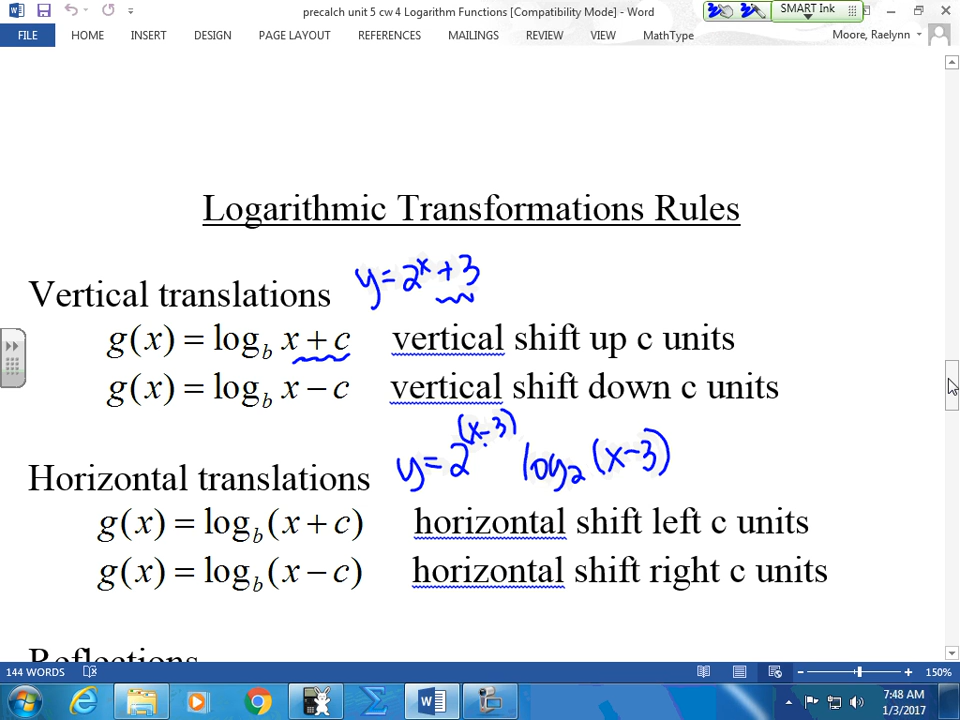 precalch unit 5 cw 4 Logarithm Functions [Compatibility Mode] - Word
SMART Ink
FILE HOME INSERT DESIGN PAGE LAYOUT REFERENCES MAILINGS REVIEW VIEW MathType Moore, Raelynn
Logarithmic Transformations Rules
y = 2^x + 3
Vertical translations
g(x) = log_b x + c vertical shift up c units
g(x) = log_b x − c vertical shift down c units
y = 2^(x-3) log_2 (x-3)
Horizontal translations
g(x) = log_b(x + c) horizontal shift left c units
g(x) = log_b(x − c) horizontal shift right c units
Reflections
144 WORDS 150%
7:48 AM
1/3/2017